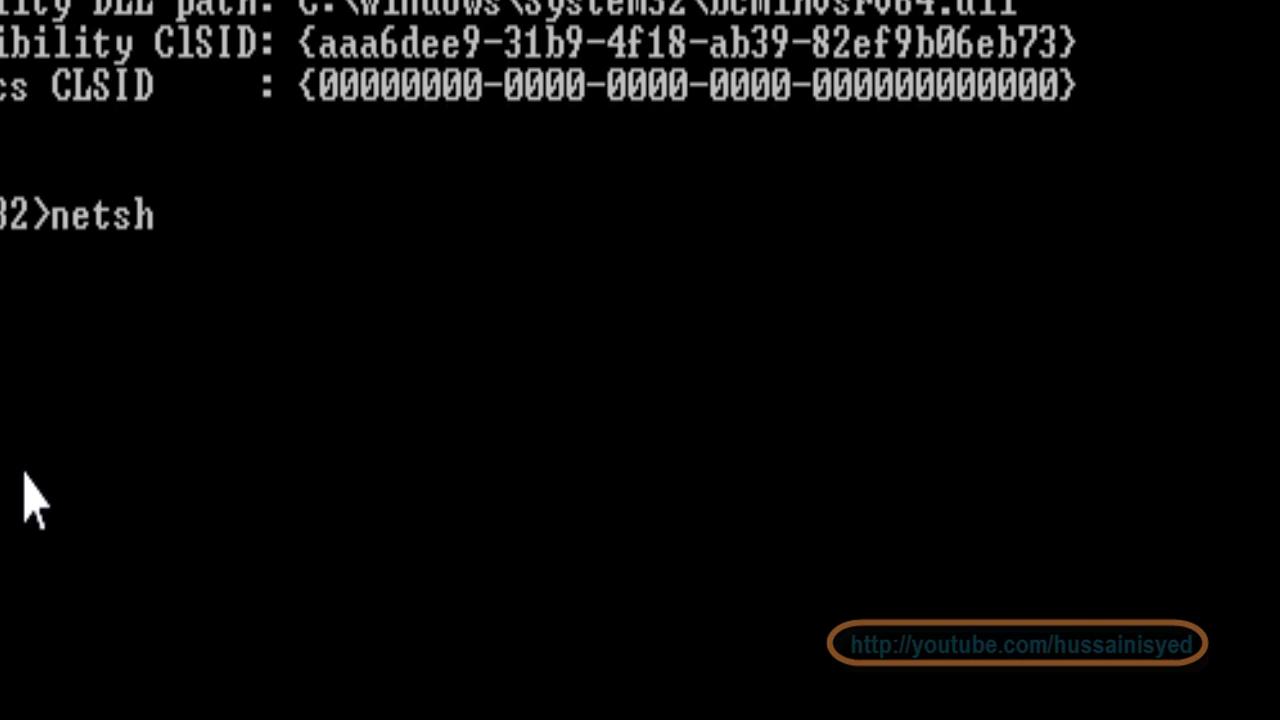 ility DLL path: C:\windows\System32\bcmihvsrv64.dll
ibility ClSID: {aaa6dee9-31b9-4f18-ab39-82ef9b06eb73}
cs CLSID : {00000000-0000-0000-0000-000000000000}
32>netsh
http://youtube.com/hussainisyed